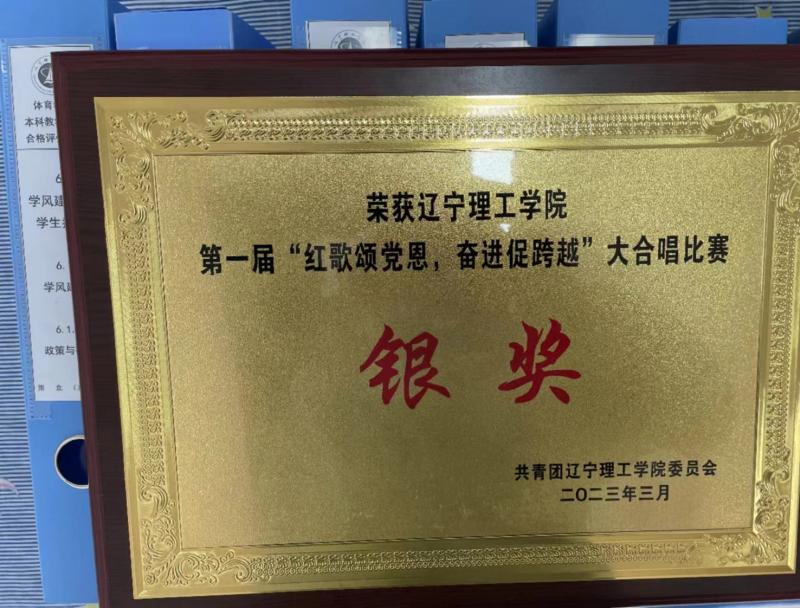 荣获辽宁理工学院
第一届“红歌颂党恩，奋进促跨越”大合唱比赛
银奖
共青团辽宁理工学院委员会
二〇二三年三月
体育
本科教
合格评
学风建
学生
学风建
6.1.
政策与